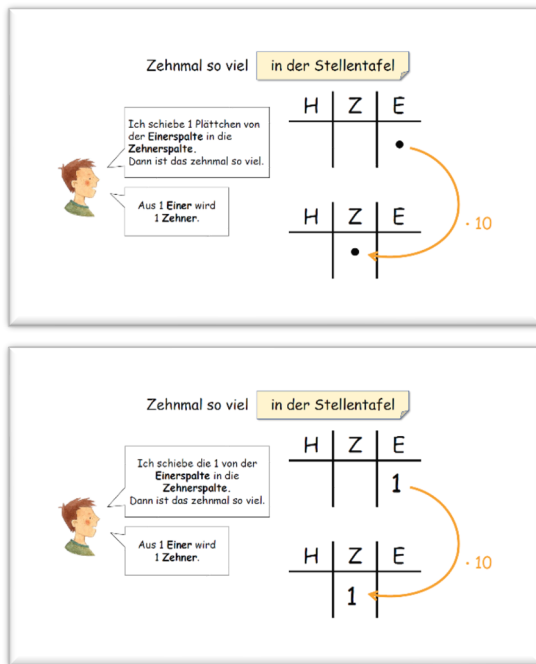 Zehnmal so viel in der Stellentafel
H Z E
Ich schiebe 1 Plättchen von
der Einerspalte in die
Zehnerspalte.
Dann ist das zehnmal so viel.
Aus 1 Einer wird
1 Zehner.
H Z E
· 10
Zehnmal so viel in der Stellentafel
H Z E
1
Ich schiebe die 1 von der
Einerspalte in die
Zehnerspalte.
Dann ist das zehnmal so viel.
Aus 1 Einer wird
1 Zehner.
H Z E
1
· 10